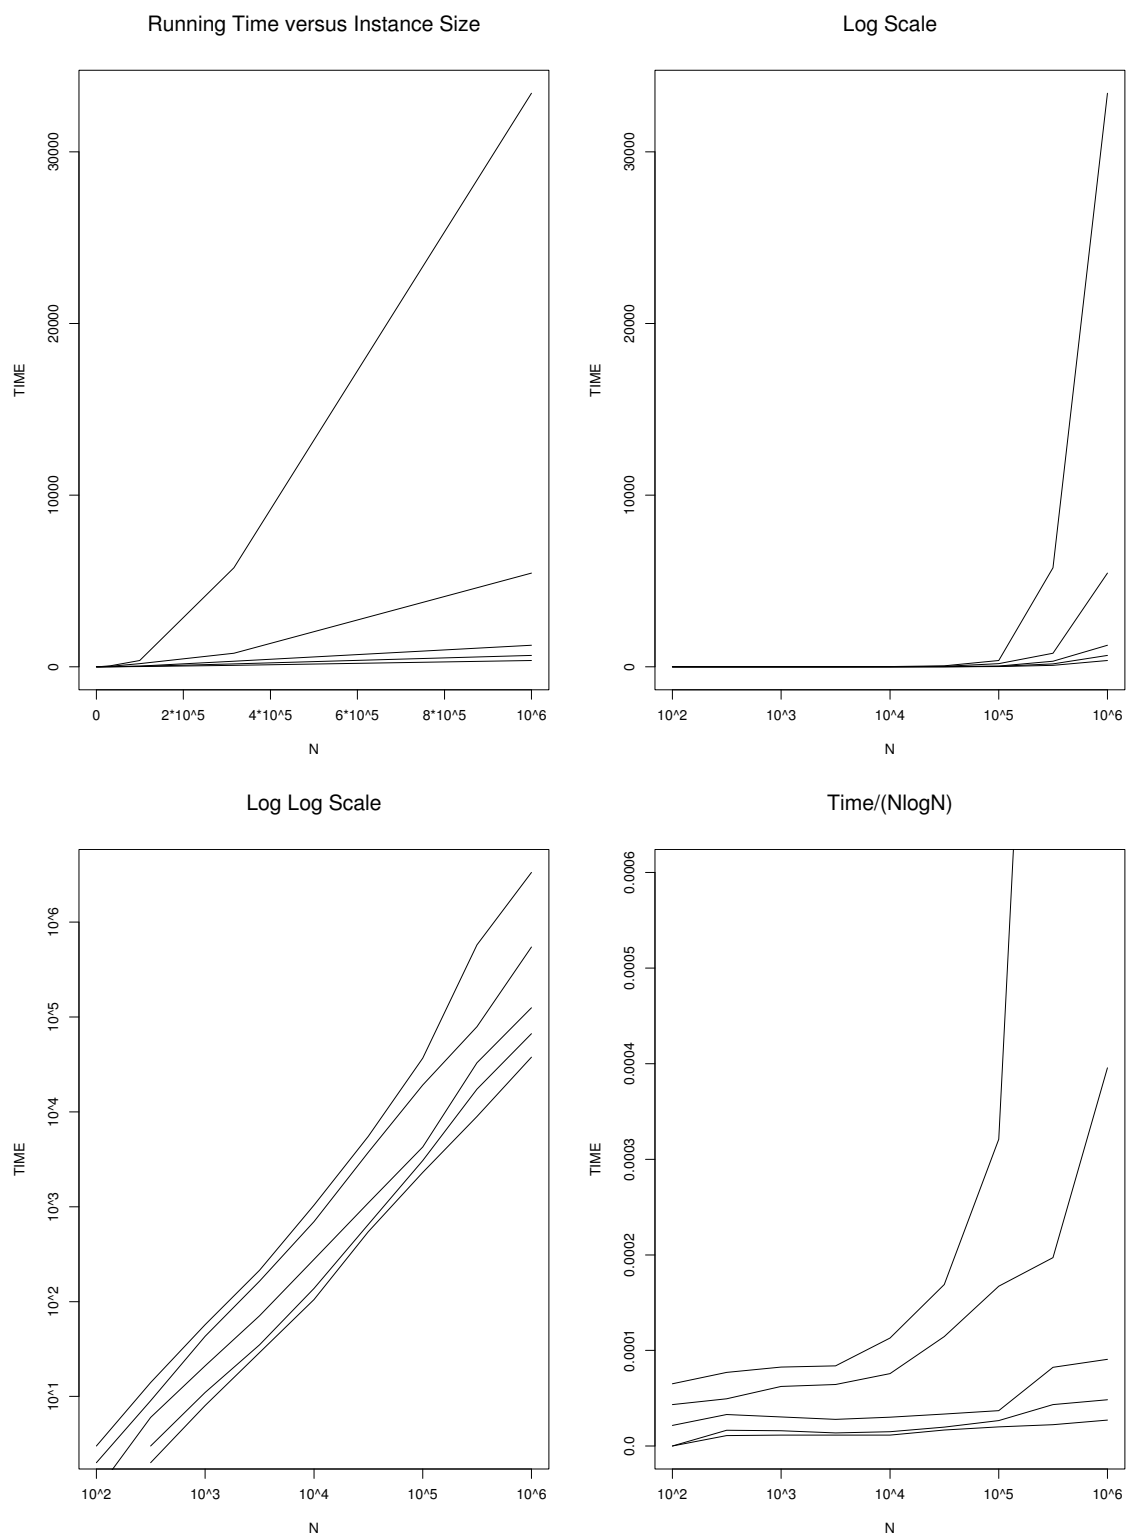 Running Time versus Instance Size
TIME
30000
20000
10000
0
0 2*10^5 4*10^5 6*10^5 8*10^5 10^6
N
Log Scale
TIME
30000
20000
10000
0
10^2 10^3 10^4 10^5 10^6
N
Log Log Scale
TIME
10^6
10^5
10^4
10^3
10^2
10^1
10^2 10^3 10^4 10^5 10^6
N
Time/(NlogN)
TIME
0.0006
0.0005
0.0004
0.0003
0.0002
0.0001
0.0
10^2 10^3 10^4 10^5 10^6
N